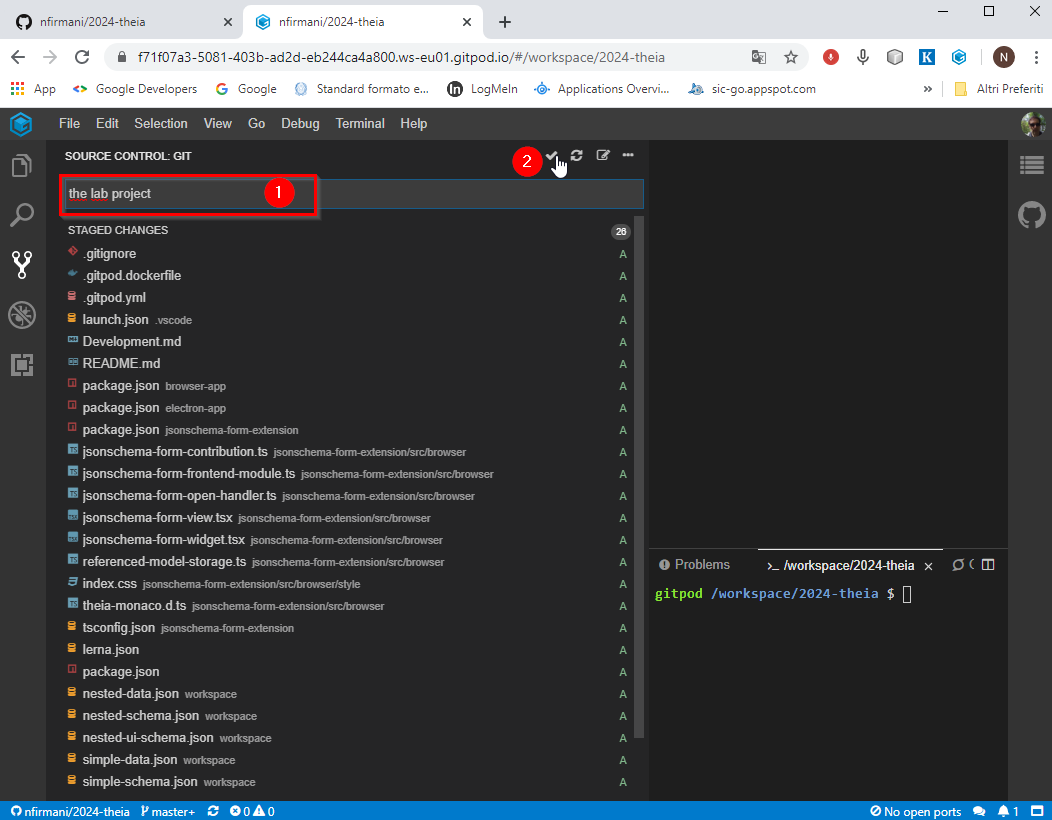 nfirmani/2024-theia
nfirmani/2024-theia
f71f07a3-5081-403b-ad2d-eb244ca4a800.ws-eu01.gitpod.io/#/workspace/2024-theia
N
App
Google Developers
Google
Standard formato e...
LogMeIn
Applications Overvi...
sic-go.appspot.com
»
Altri Preferiti
File Edit Selection View Go Debug Terminal Help
SOURCE CONTROL: GIT
2
the lab project
1
STAGED CHANGES 26
.gitignore A
.gitpod.dockerfile A
.gitpod.yml A
launch.json .vscode A
Development.md A
README.md A
package.json browser-app A
package.json electron-app A
package.json jsonschema-form-extension A
jsonschema-form-contribution.ts jsonschema-form-extension/src/browser A
jsonschema-form-frontend-module.ts jsonschema-form-extension/src/browser A
jsonschema-form-open-handler.ts jsonschema-form-extension/src/browser A
jsonschema-form-view.tsx jsonschema-form-extension/src/browser A
jsonschema-form-widget.tsx jsonschema-form-extension/src/browser A
referenced-model-storage.ts jsonschema-form-extension/src/browser A
index.css jsonschema-form-extension/src/browser/style A
theia-monaco.d.ts jsonschema-form-extension/src/browser A
tsconfig.json jsonschema-form-extension A
lerna.json A
package.json A
nested-data.json workspace A
nested-schema.json workspace A
nested-ui-schema.json workspace A
simple-data.json workspace A
simple-schema.json workspace A
Problems
>_ /workspace/2024-theia
gitpod /workspace/2024-theia $
nfirmani/2024-theia master+ 0 0
No open ports 1